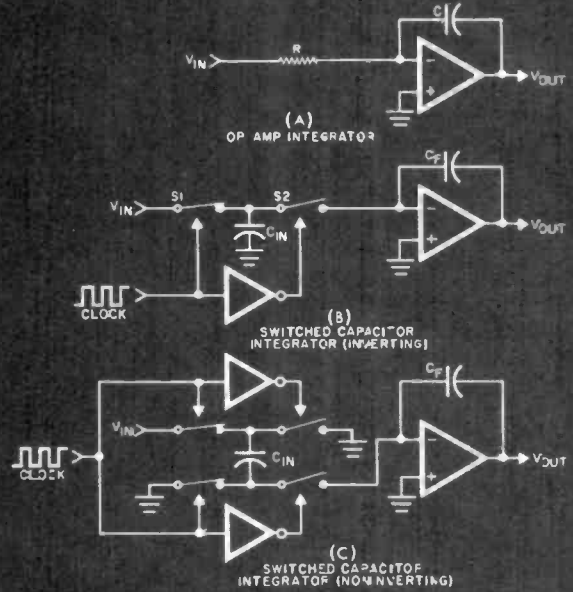 C
R
VIN
VOUT
(A)
OP AMP INTEGRATOR
CF
VIN S1 S2
CIN
VOUT
CLOCK
(B)
SWITCHED CAPACITOR
INTEGRATOR (INVERTING)
CF
VIN
CIN
CLOCK
VOUT
(C)
SWITCHED CAPACITOR
INTEGRATOR (NONINVERTING)